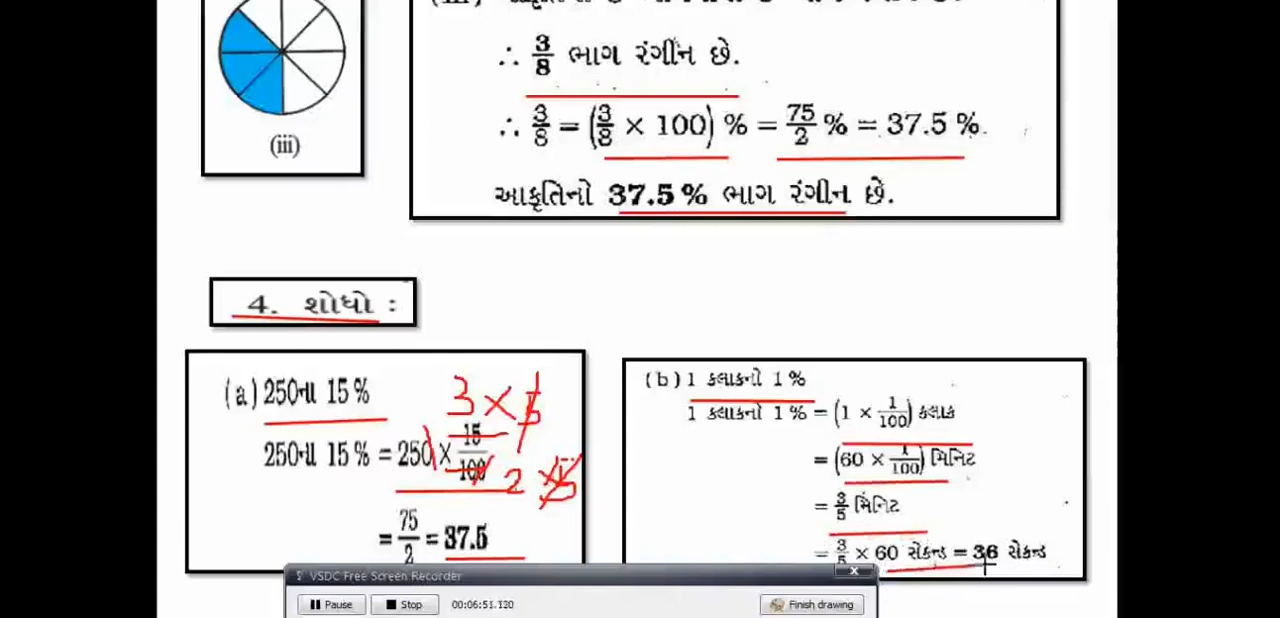 ∴ 3/8 ભાગ રંગીન છે.
∴ 3/8 = (3/8 × 100) % = 75/2 % = 37.5 %.
(iii)
આકૃતિનો 37.5 % ભાગ રંગીન છે.
4. શોધો :
(a) 250ના 15 %
3 × 5
250ના 15 % = 250 × 15/100
2 × 5
= 75/2 = 37.5
(b) 1 કલાકનો 1 %
1 કલાકનો 1 % = (1 × 1/100) કલાક
= (60 × 1/100) મિનિટ
= 3/5 મિનિટ
= 3/5 × 60 સેકન્ડ = 36 સેકન્ડ
VSDC Free Screen Recorder
Pause Stop 00:06:51.120 Finish drawing